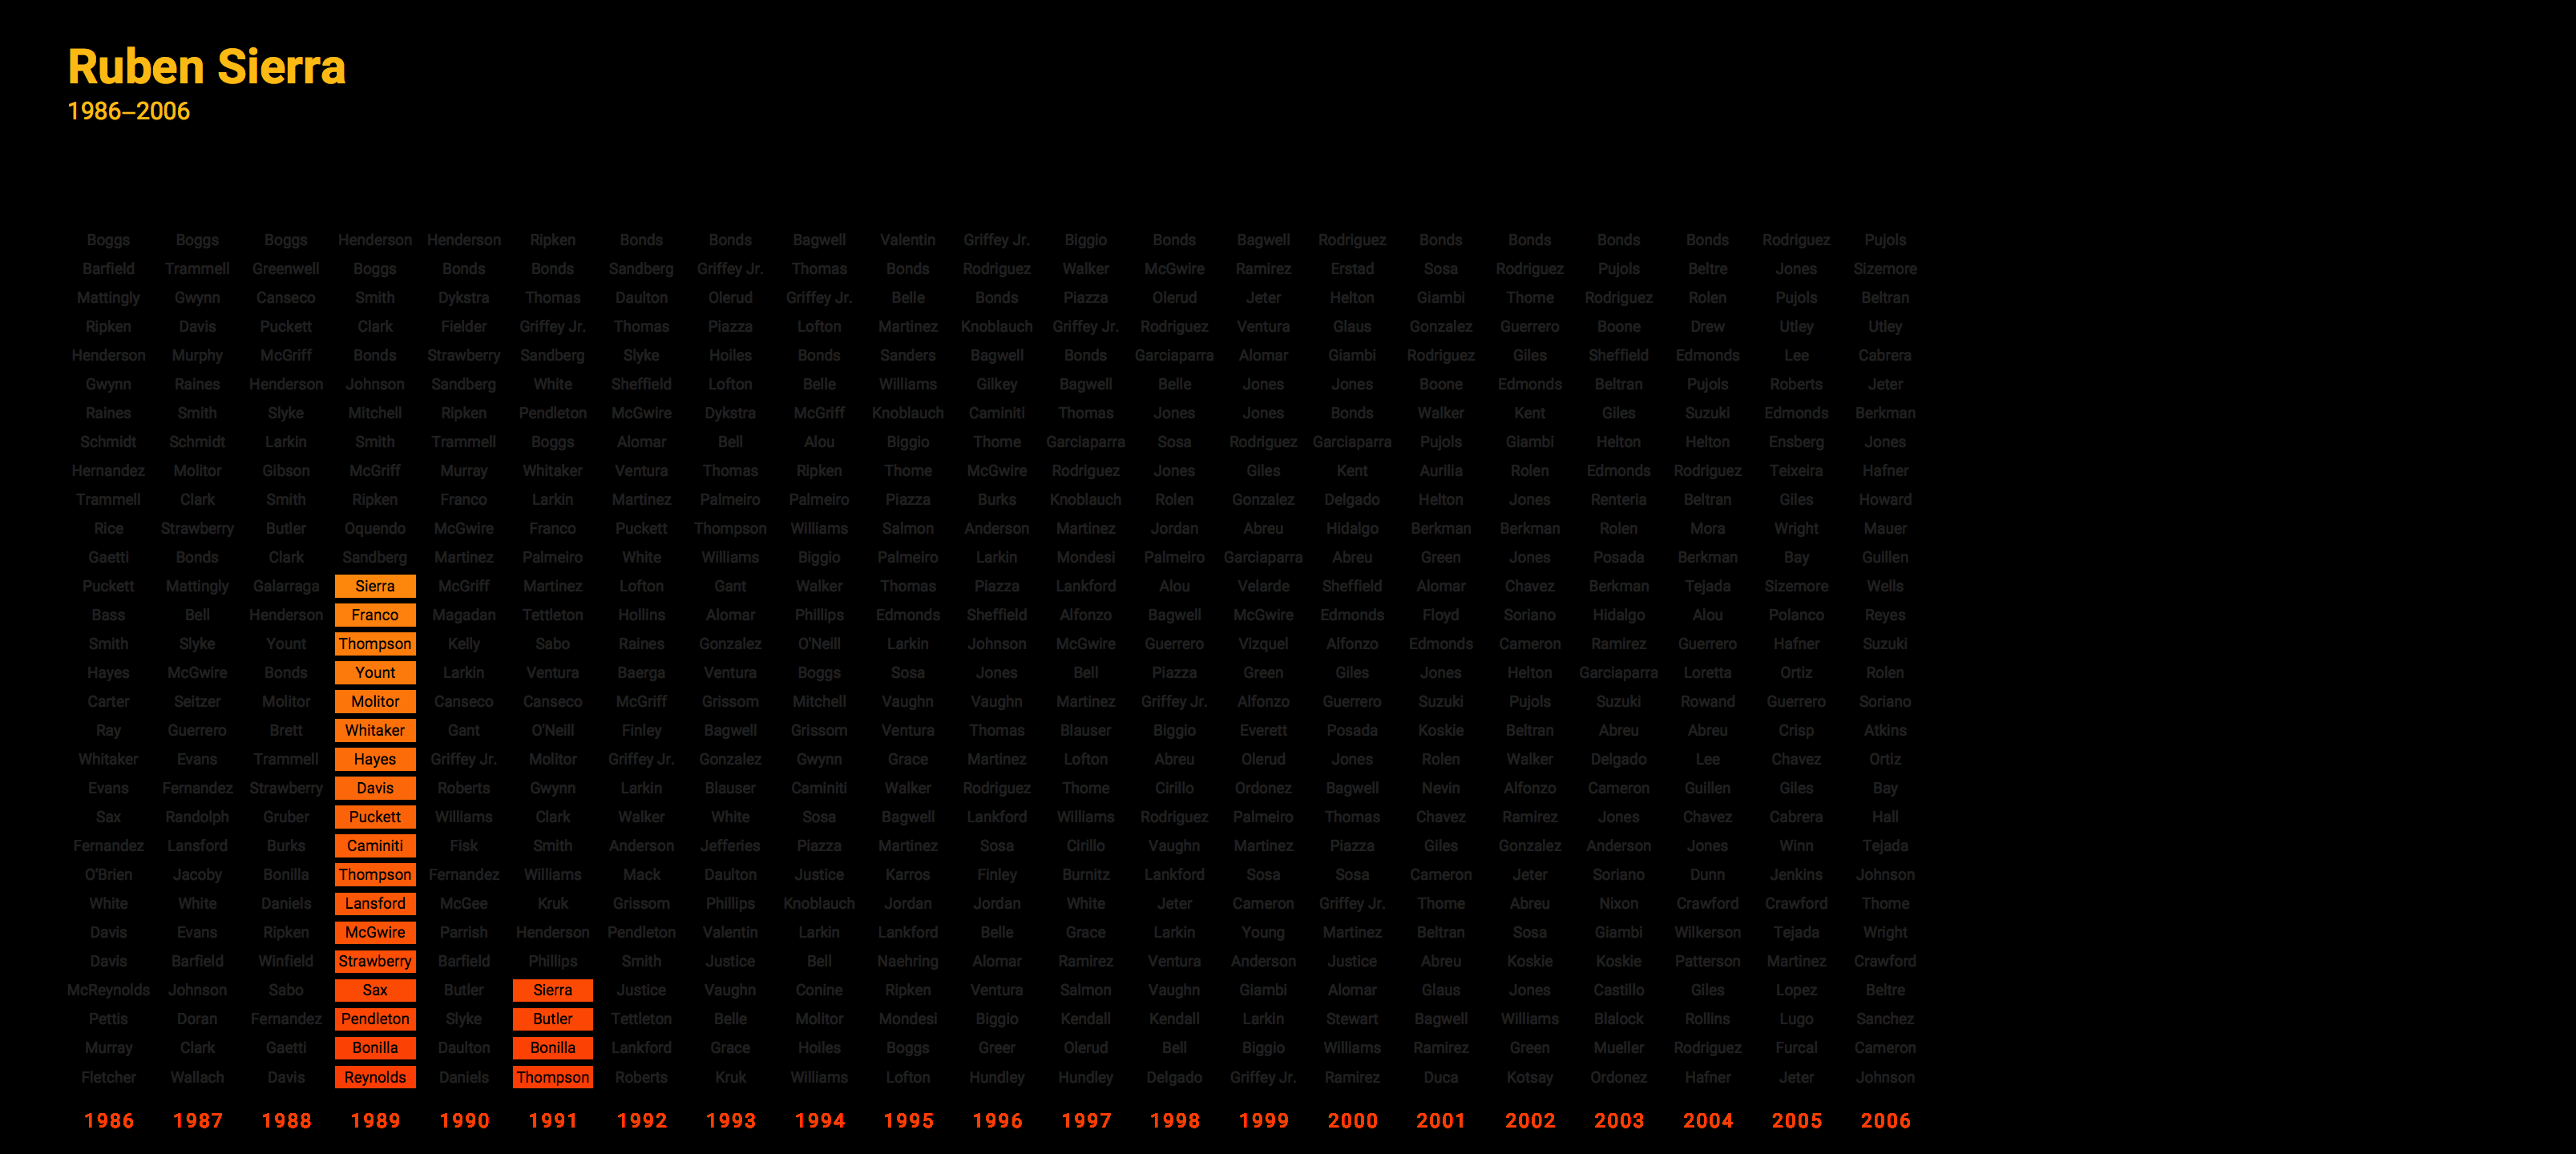 Ruben Sierra
1986–2006
Boggs Boggs Boggs Henderson Henderson Ripken Bonds Bonds Bagwell Valentin Griffey Jr. Biggio Bonds Bagwell Rodriguez Bonds Bonds Bonds Bonds Rodriguez Pujols
Barfield Trammell Greenwell Boggs Bonds Bonds Sandberg Griffey Jr. Thomas Bonds Rodriguez Walker McGwire Ramirez Erstad Sosa Rodriguez Pujols Beltre Jones Sizemore
Mattingly Gwynn Canseco Smith Dykstra Thomas Daulton Olerud Griffey Jr. Belle Bonds Piazza Olerud Jeter Helton Giambi Thome Rodriguez Rolen Pujols Beltran
Ripken Davis Puckett Clark Fielder Griffey Jr. Thomas Piazza Lofton Martinez Knoblauch Griffey Jr. Rodriguez Ventura Glaus Gonzalez Guerrero Boone Drew Utley Utley
Henderson Murphy McGriff Bonds Strawberry Sandberg Slyke Hoiles Bonds Sanders Bagwell Bonds Garciaparra Alomar Giambi Rodriguez Giles Sheffield Edmonds Lee Cabrera
Gwynn Raines Henderson Johnson Sandberg White Sheffield Lofton Belle Williams Gilkey Bagwell Belle Jones Jones Boone Edmonds Beltran Pujols Roberts Jeter
Raines Smith Slyke Mitchell Ripken Pendleton McGwire Dykstra McGriff Knoblauch Caminiti Thomas Jones Jones Bonds Walker Kent Giles Suzuki Edmonds Berkman
Schmidt Schmidt Larkin Smith Trammell Boggs Alomar Bell Alou Biggio Thome Garciaparra Sosa Rodriguez Garciaparra Pujols Giambi Helton Helton Ensberg Jones
Hernandez Molitor Gibson McGriff Murray Whitaker Ventura Thomas Ripken Thome McGwire Rodriguez Jones Giles Kent Aurilia Rolen Edmonds Rodriguez Teixeira Hafner
Trammell Clark Smith Ripken Franco Larkin Martinez Palmeiro Palmeiro Piazza Burks Knoblauch Rolen Gonzalez Delgado Helton Jones Renteria Beltran Giles Howard
Rice Strawberry Butler Oquendo McGwire Franco Puckett Thompson Williams Salmon Anderson Martinez Jordan Abreu Hidalgo Berkman Berkman Rolen Mora Wright Mauer
Gaetti Bonds Clark Sandberg Martinez Palmeiro White Williams Biggio Palmeiro Larkin Mondesi Palmeiro Garciaparra Abreu Green Jones Posada Berkman Bay Guillen
Puckett Mattingly Galarraga Sierra McGriff Martinez Lofton Gant Walker Thomas Piazza Lankford Alou Velarde Sheffield Alomar Chavez Berkman Tejada Sizemore Wells
Bass Bell Henderson Franco Magadan Tettleton Hollins Alomar Phillips Edmonds Sheffield Alfonzo Bagwell McGwire Edmonds Floyd Soriano Hidalgo Alou Polanco Reyes
Smith Slyke Yount Thompson Kelly Sabo Raines Gonzalez O'Neill Larkin Johnson McGwire Guerrero Vizquel Alfonzo Edmonds Cameron Ramirez Guerrero Hafner Suzuki
Hayes McGwire Bonds Yount Larkin Ventura Baerga Ventura Boggs Sosa Jones Bell Piazza Green Giles Jones Helton Garciaparra Loretta Ortiz Rolen
Carter Seitzer Molitor Molitor Canseco Canseco McGriff Grissom Mitchell Vaughn Vaughn Martinez Griffey Jr. Alfonzo Guerrero Suzuki Pujols Suzuki Rowand Guerrero Soriano
Ray Guerrero Brett Whitaker Gant O'Neill Finley Bagwell Grissom Ventura Thomas Blauser Biggio Everett Posada Koskie Beltran Abreu Abreu Crisp Atkins
Whitaker Evans Trammell Hayes Griffey Jr. Molitor Griffey Jr. Gonzalez Gwynn Grace Martinez Lofton Abreu Olerud Jones Rolen Walker Delgado Lee Chavez Ortiz
Evans Fernandez Strawberry Davis Roberts Gwynn Larkin Blauser Caminiti Walker Rodriguez Thome Cirillo Ordonez Bagwell Nevin Alfonzo Cameron Guillen Giles Bay
Sax Randolph Gruber Puckett Williams Clark Walker White Sosa Bagwell Lankford Williams Rodriguez Palmeiro Thomas Chavez Ramirez Jones Chavez Cabrera Hall
Fernandez Lansford Burks Caminiti Fisk Smith Anderson Jefferies Piazza Martinez Sosa Cirillo Vaughn Martinez Piazza Giles Gonzalez Anderson Jones Winn Tejada
O'Brien Jacoby Bonilla Thompson Fernandez Williams Mack Daulton Justice Karros Finley Burnitz Lankford Sosa Sosa Cameron Jeter Soriano Dunn Jenkins Johnson
White White Daniels Lansford McGee Kruk Grissom Phillips Knoblauch Jordan Jordan White Jeter Cameron Griffey Jr. Thome Abreu Nixon Crawford Crawford Thome
Davis Evans Ripken McGwire Parrish Henderson Pendleton Valentin Larkin Lankford Belle Grace Larkin Young Martinez Beltran Sosa Giambi Wilkerson Tejada Wright
Davis Barfield Winfield Strawberry Barfield Phillips Smith Justice Bell Naehring Alomar Ramirez Ventura Anderson Justice Abreu Koskie Koskie Patterson Martinez Crawford
McReynolds Johnson Sabo Sax Butler Sierra Justice Vaughn Conine Ripken Ventura Salmon Vaughn Giambi Alomar Glaus Jones Castillo Giles Lopez Beltre
Pettis Doran Fernandez Pendleton Slyke Butler Tettleton Belle Molitor Mondesi Biggio Kendall Kendall Larkin Stewart Bagwell Williams Blalock Rollins Lugo Sanchez
Murray Clark Gaetti Bonilla Daulton Bonilla Lankford Grace Hoiles Boggs Greer Olerud Bell Biggio Williams Ramirez Green Mueller Rodriguez Furcal Cameron
Fletcher Wallach Davis Reynolds Daniels Thompson Roberts Kruk Williams Lofton Hundley Hundley Delgado Griffey Jr. Ramirez Duca Kotsay Ordonez Hafner Jeter Johnson
1986 1987 1988 1989 1990 1991 1992 1993 1994 1995 1996 1997 1998 1999 2000 2001 2002 2003 2004 2005 2006